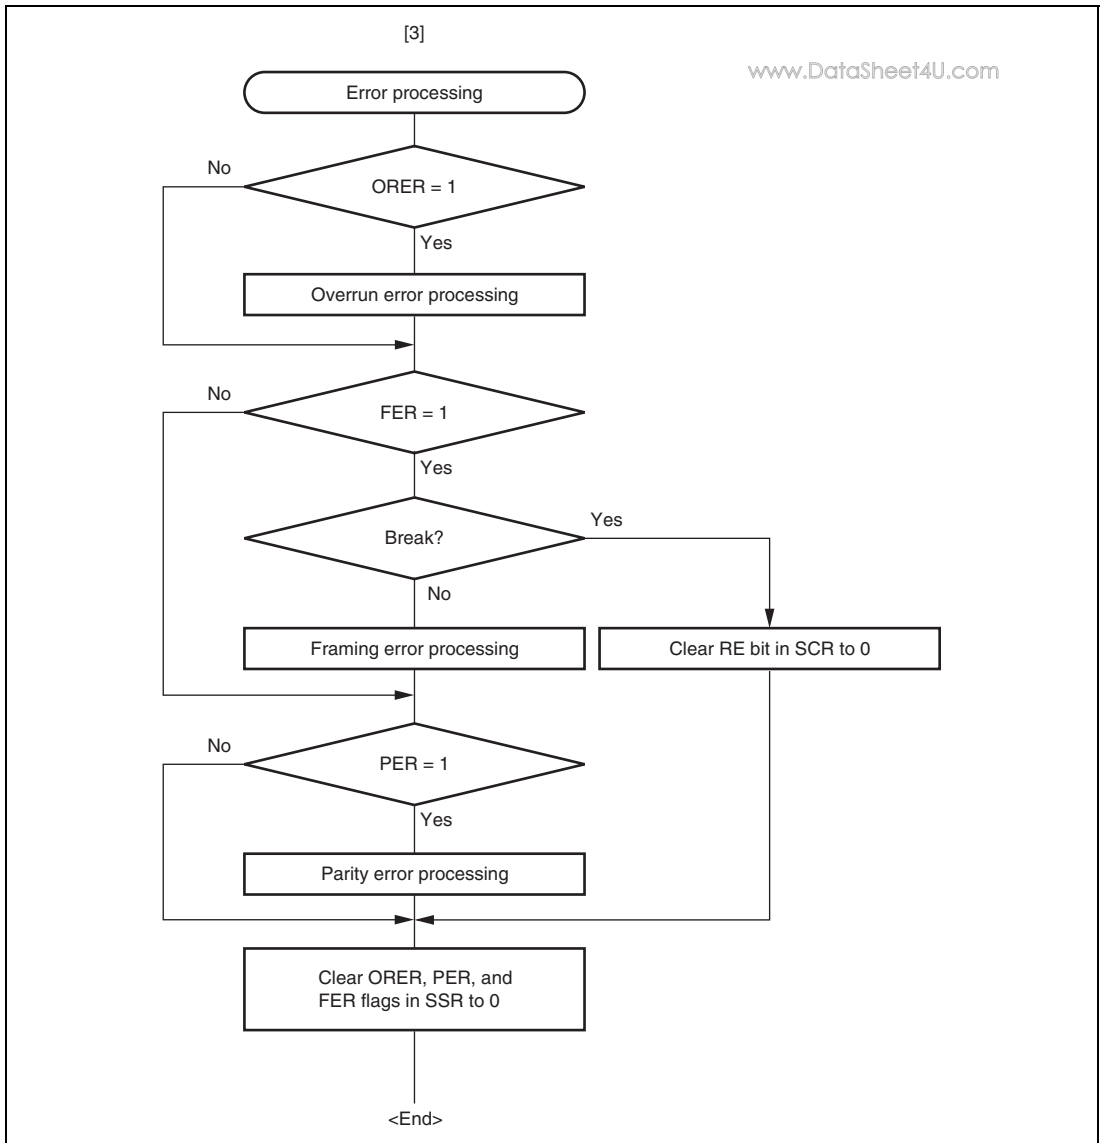 [3]
www.DataSheet4U.com
Error processing
No
ORER = 1
Yes
Overrun error processing
No
FER = 1
Yes
Break?
Yes
No
Framing error processing
Clear RE bit in SCR to 0
No
PER = 1
Yes
Parity error processing
Clear ORER, PER, and
FER flags in SSR to 0
<End>